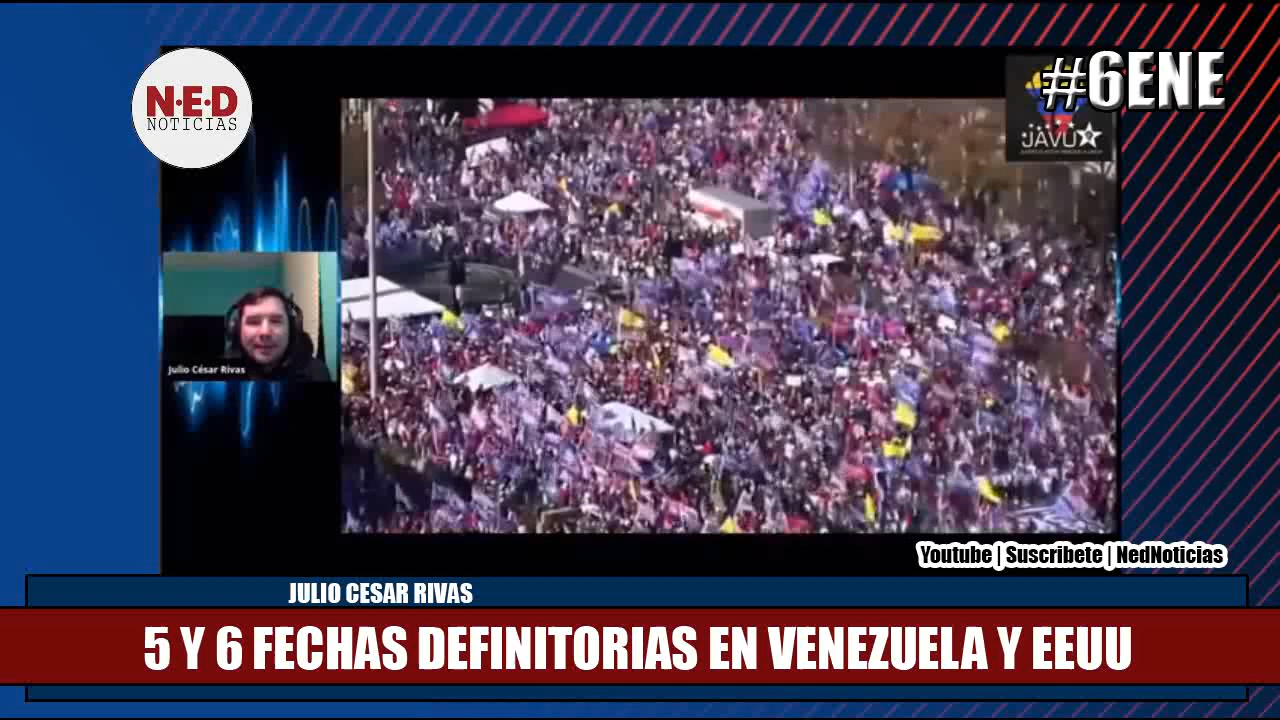 N·E·D
NOTICIAS
#6ENE
JAVU
Julio César Rivas
Youtube | Suscribete | NedNoticias
JULIO CESAR RIVAS
5 Y 6 FECHAS DEFINITORIAS EN VENEZUELA Y EEUU